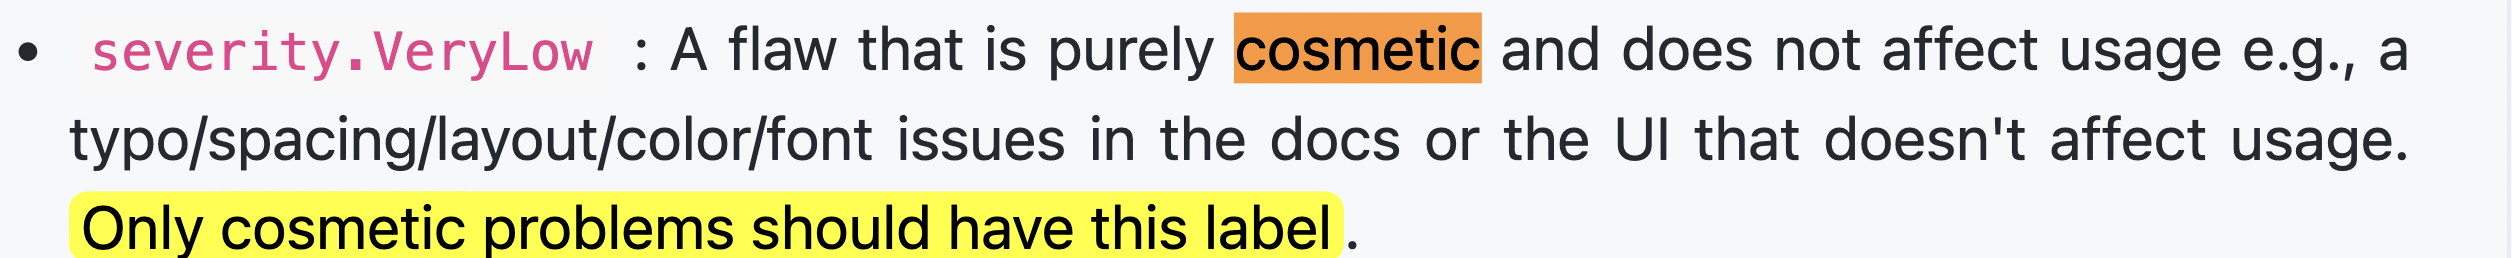 • severity.VeryLow : A flaw that is purely cosmetic and does not affect usage e.g., a
typo/spacing/layout/color/font issues in the docs or the UI that doesn't affect usage.
Only cosmetic problems should have this label.